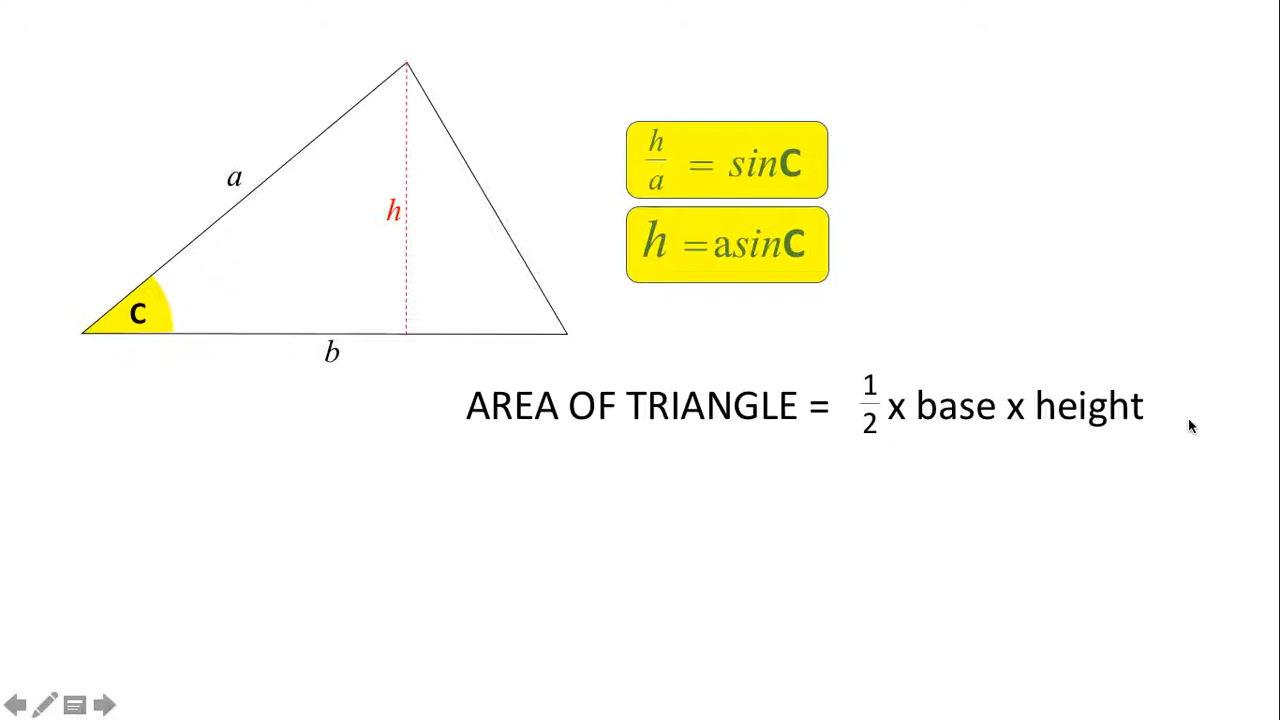 a
h
C
b
h/a = sinC
h = asinC
AREA OF TRIANGLE = 1/2 x base x height